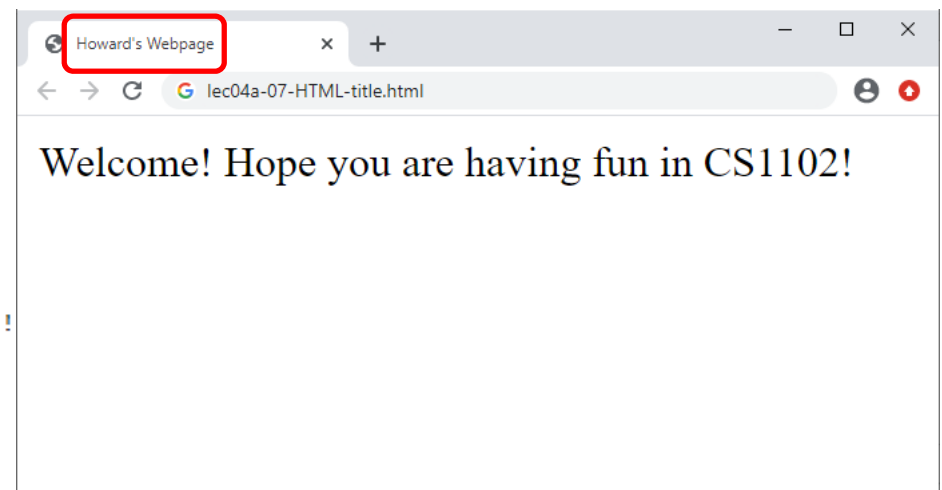 Howard's Webpage
lec04a-07-HTML-title.html
Welcome! Hope you are having fun in CS1102!
!